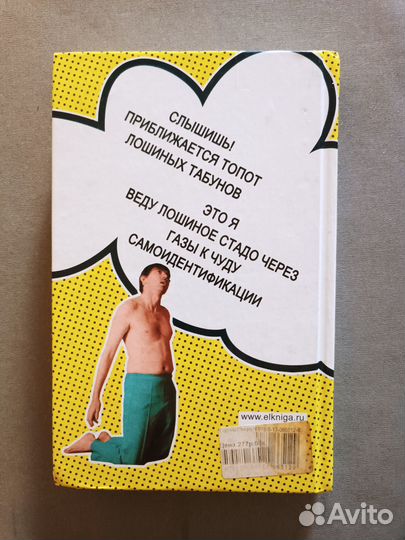 СЛЫШИШЬ!
ПРИБЛИЖАЕТСЯ ТОПОТ
ЛОШИНЫХ ТАБУНОВ
ЭТО Я
ВЕДУ ЛОШИНОЕ СТАДО ЧЕРЕЗ
ГАЗЫ К ЧУДУ
САМОИДЕНТИФИКАЦИИ
www.elkniga.ru
Avito